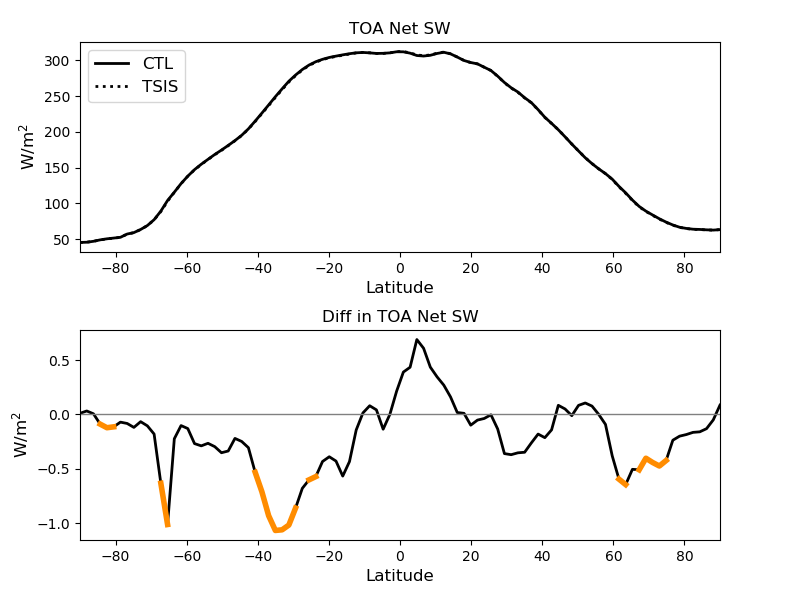 TOA Net SW
CTL
TSIS
W/m²
300
250
200
150
100
50
−80 −60 −40 −20 0 20 40 60 80
Latitude
Diff in TOA Net SW
W/m²
0.5
0.0
−0.5
−1.0
−80 −60 −40 −20 0 20 40 60 80
Latitude